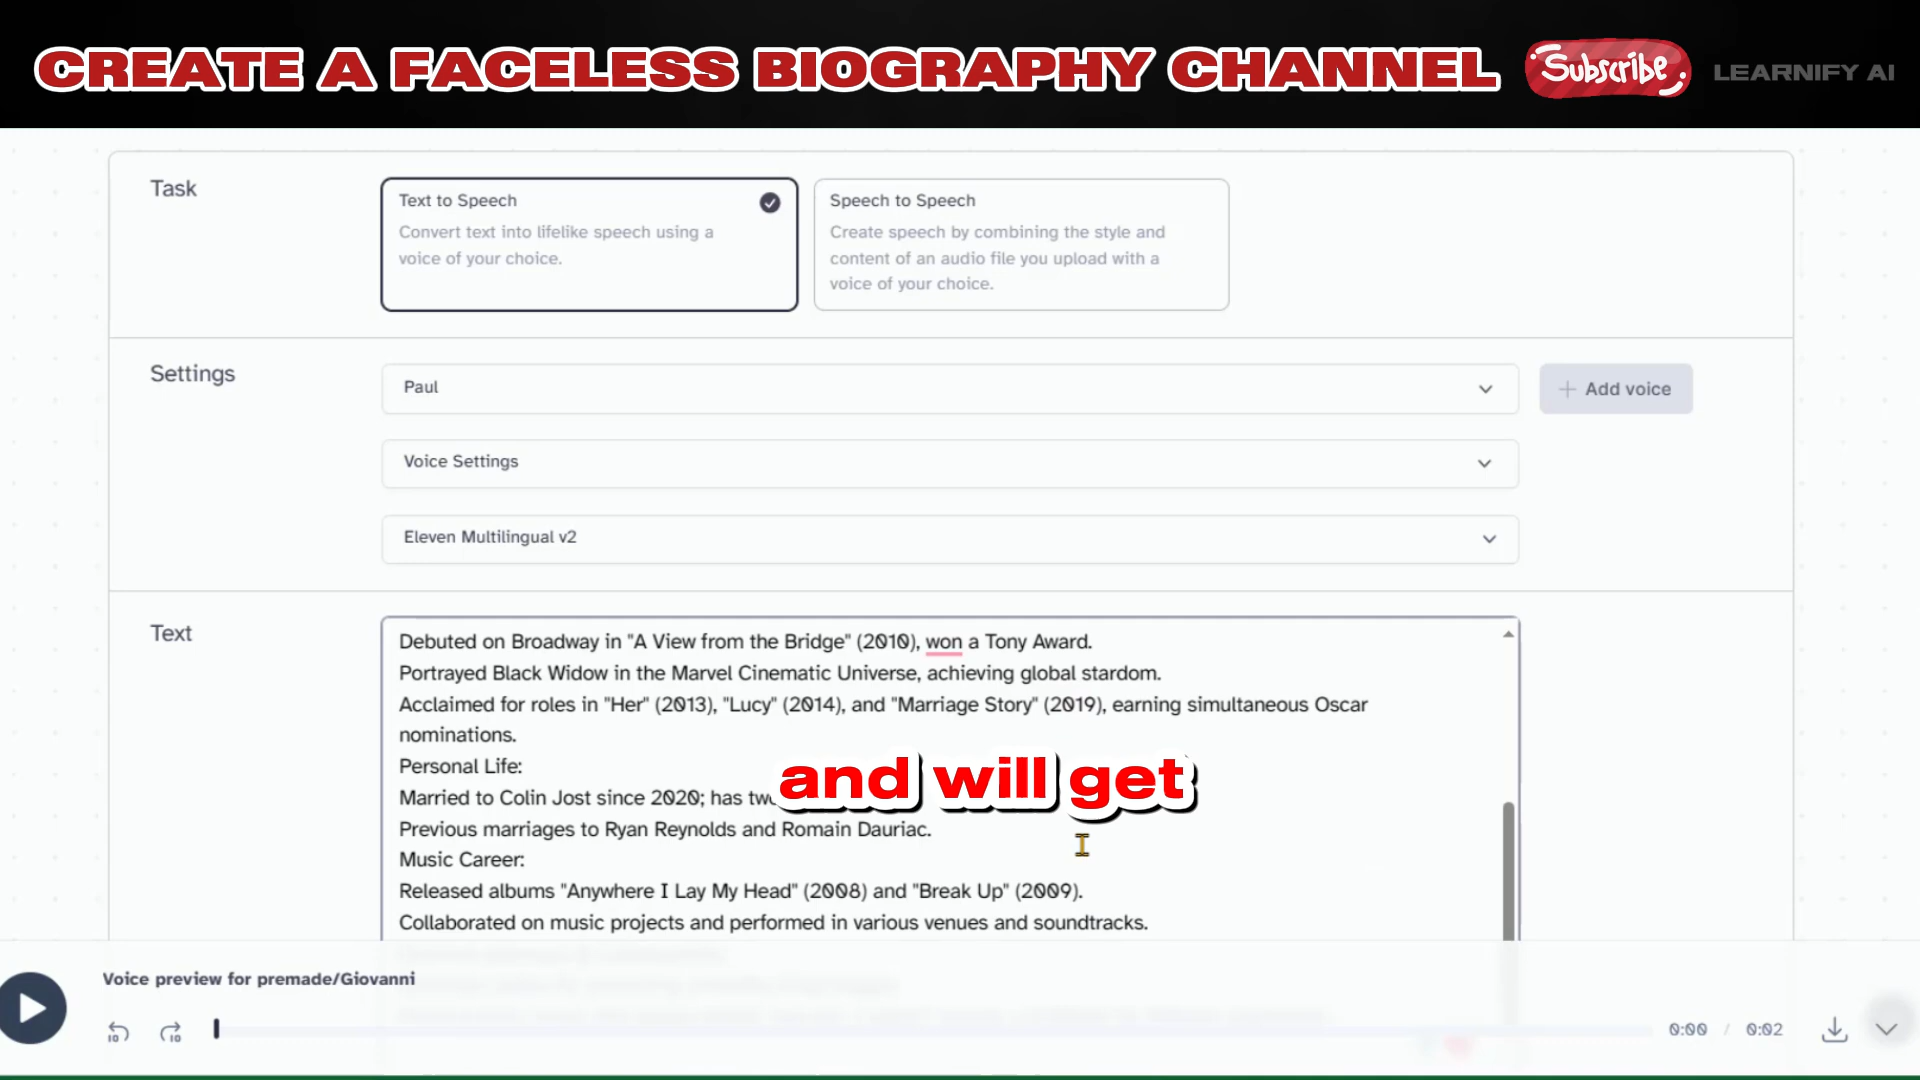 CREATE A FACELESS BIOGRAPHY CHANNEL Subscribe LEARNIFY AI
Task
Text to Speech
Convert text into lifelike speech using a
voice of your choice.
Speech to Speech
Create speech by combining the style and
content of an audio file you upload with a
voice of your choice.
Settings
Paul
Add voice
Voice Settings
Eleven Multilingual v2
Text
Debuted on Broadway in "A View from the Bridge" (2010), won a Tony Award.
Portrayed Black Widow in the Marvel Cinematic Universe, achieving global stardom.
Acclaimed for roles in "Her" (2013), "Lucy" (2014), and "Marriage Story" (2019), earning simultaneous Oscar
nominations.
Personal Life:
Married to Colin Jost since 2020; has
and will get
Previous marriages to Ryan Reynolds and Romain Dauriac.
Music Career:
Released albums "Anywhere I Lay My Head" (2008) and "Break Up" (2009).
Collaborated on music projects and performed in various venues and soundtracks.
Voice preview for premade/Giovanni
10 10
0:00 / 0:02